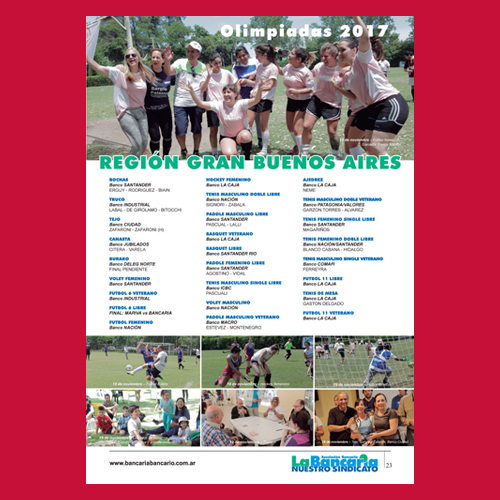 Olimpiadas 2017
REGIÓN GRAN BUENOS AIRES
BOCHAS
Banco SANTANDER
ERGUY - RODRIGUEZ - BIAIN
TRUCO
Banco INDUSTRIAL
LABAL - DE GIROLAMO - BITOCCHI
TEJO
Banco CIUDAD
ZAFARONI - ZAFARONI (H)
CANASTA
Banco JUBILADOS
CITERA - VARELA
BURAKO
Banco DELEG NORTE
FINAL PENDIENTE
VOLEY FEMENINO
Banco SANTANDER
FUTBOL 6 VETERANO
Banco INDUSTRIAL
FUTBOL 6 LIBRE
FINAL: MARIVA vs BANCARIA
FUTBOL FEMENINO
Banco NACIÓN
HOCKEY FEMENINO
Banco LA CAJA
TENIS MASCULINO DOBLE LIBRE
Banco NACIÓN
SIGNORI - ZABALA
PADDLE MASCULINO LIBRE
Banco SANTANDER
PASCUAL - LALLI
BASQUET VETERANO
Banco LA CAJA
BASQUET LIBRE
Banco SANTANDER RIO
PADDLE FEMENINO LIBRE
Banco SANTANDER
AGOSTINO - VIDAL
TENIS MASCULINO SINGLE LIBRE
Banco ICBC
PASCUALI
VOLEY MASCULINO
Banco NACIÓN
PADDLE MASCULINO VETERANO
Banco MACRO
ESTEVEZ - MONTENEGRO
AJEDREZ
Banco LA CAJA
NEME
TENIS MASCULINO DOBLE VETERANO
Banco PATAGONIA/VALORES
GARZON TORRES - ALVAREZ
TENIS FEMENINO SINGLE LIBRE
Banco SANTANDER
MAGARIÑOS
TENIS FEMENINO DOBLE LIBRE
Banco NACIÓN/SANTANDER
BLANCO CABANA - HIDALGO
TENIS MASCULINO SINGLE VETERANO
Banco COMAFI
FERREYRA
FUTBOL 11 LIBRE
Banco LA CAJA
TENIS DE MESA
Banco LA CAJA
GASTON DELGADO
FUTBOL 11 VETERANO
Banco LA CAJA
www.bancariabancario.com.ar
Asociación Bancaria
La Bancaria
NUESTRO SINDICATO
23